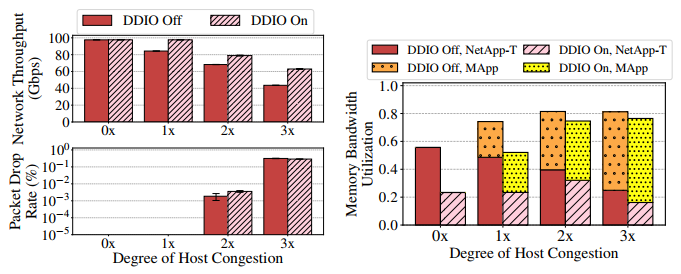 DDIO Off DDIO On
Network Throughput
(Gbps)
100
80
60
40
20
0
0x 1x 2x 3x
Packet Drop
Rate (%)
10^0
10^-1
10^-2
10^-3
10^-4
10^-5
0x 1x 2x 3x
Degree of Host Congestion
DDIO Off, NetApp-T DDIO On, NetApp-T
DDIO Off, MApp DDIO On, MApp
Memory Bandwidth
Utilization
1.0
0.8
0.6
0.4
0.2
0.0
0x 1x 2x 3x
Degree of Host Congestion